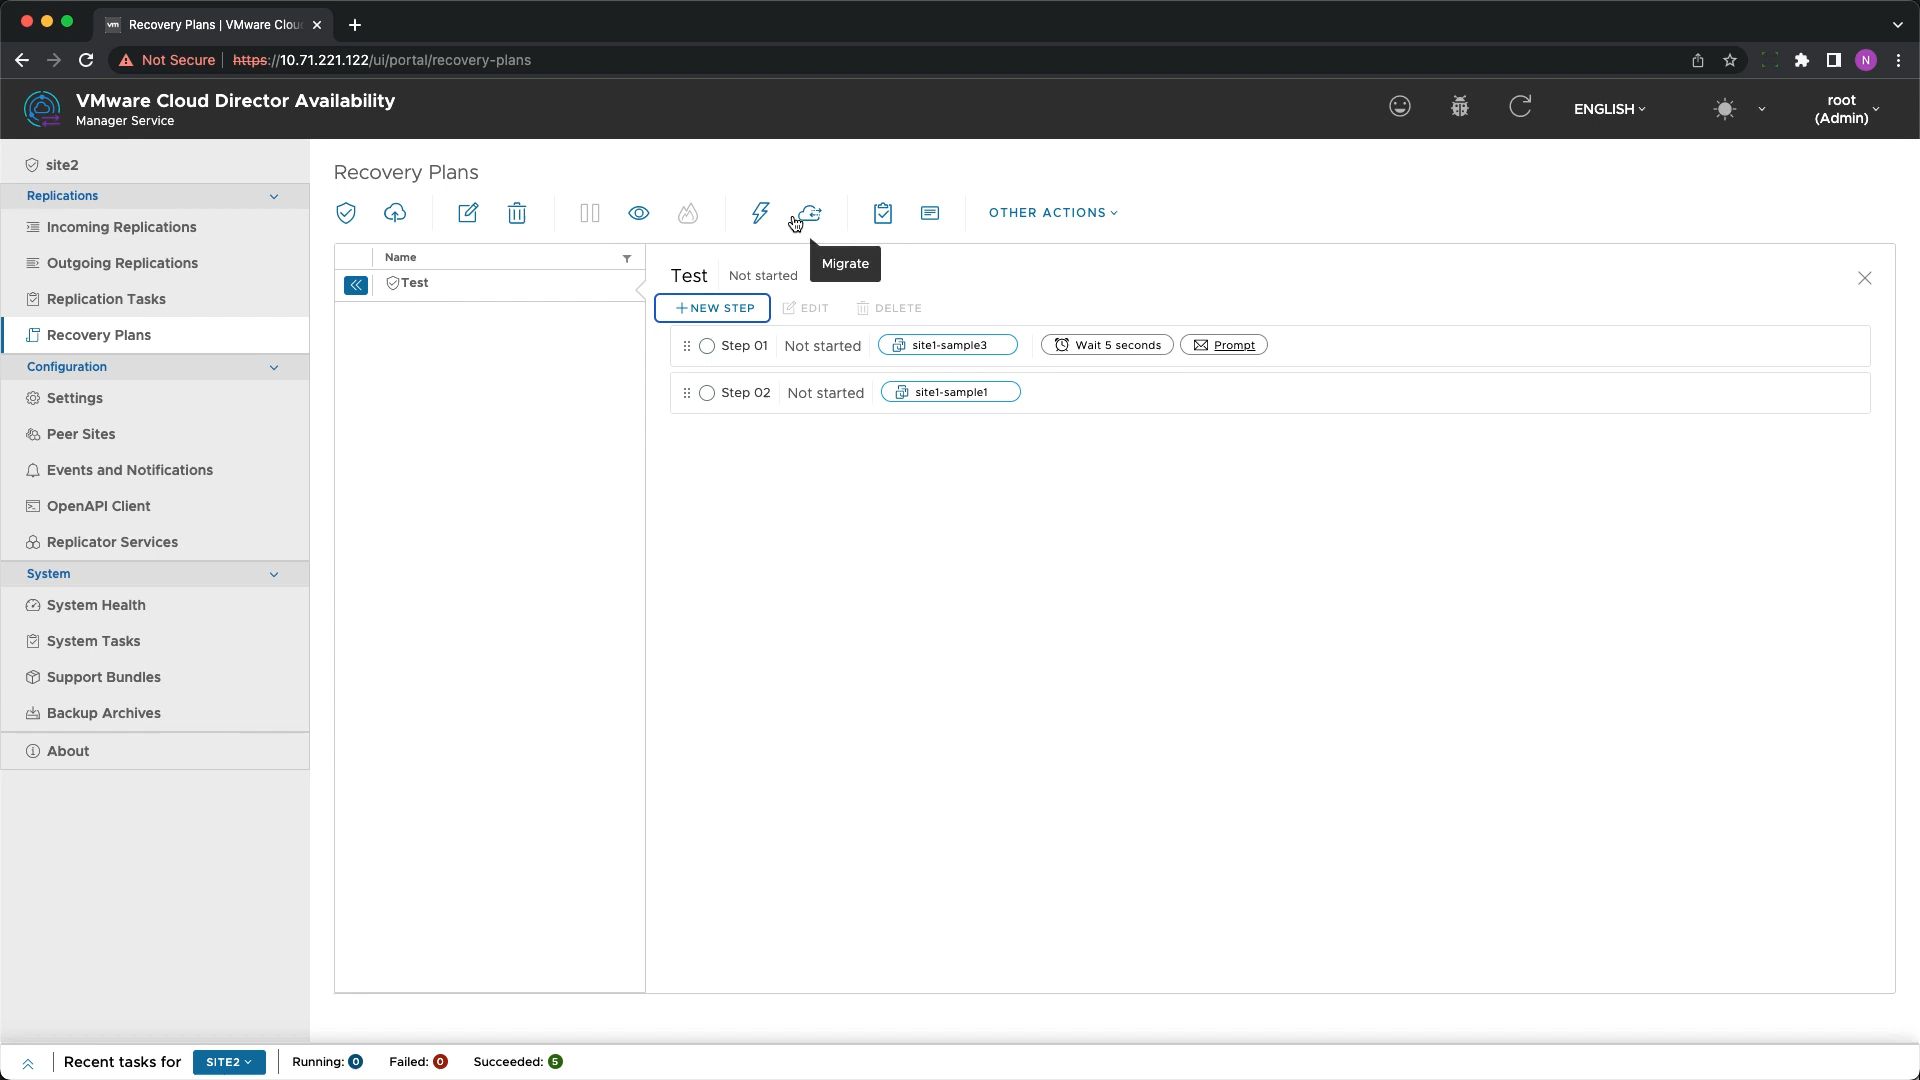 Recovery Plans | VMware Clou
Not Secure
https://10.71.221.122/ui/portal/recovery-plans
N
VMware Cloud Director Availability
Manager Service
ENGLISH
root
(Admin)
site2
Replications
Incoming Replications
Outgoing Replications
Replication Tasks
Recovery Plans
Configuration
Settings
Peer Sites
Events and Notifications
OpenAPI Client
Replicator Services
System
System Health
System Tasks
Support Bundles
Backup Archives
About
Recovery Plans
OTHER ACTIONS
Migrate
Name
Test
Test
Not started
NEW STEP
EDIT
DELETE
Step 01
Not started
site1-sample3
Wait 5 seconds
Prompt
Step 02
Not started
site1-sample1
Recent tasks for
SITE2
Running: 0
Failed: 0
Succeeded: 5